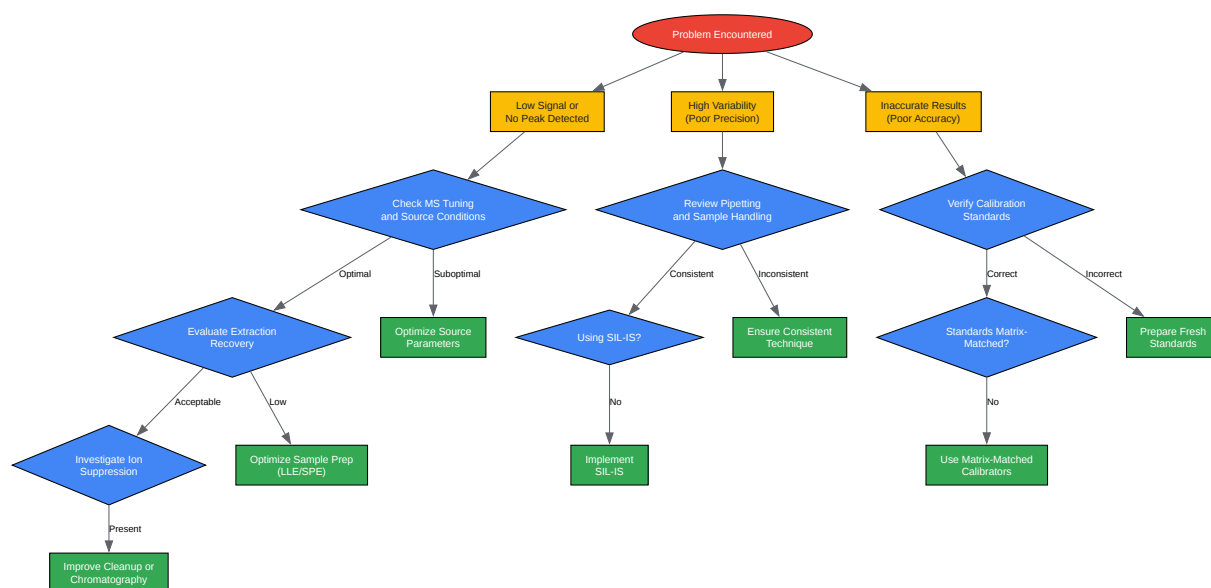 Problem Encountered
Low Signal or
No Peak Detected
High Variability
(Poor Precision)
Inaccurate Results
(Poor Accuracy)
Check MS Tuning
and Source Conditions
Review Pipetting
and Sample Handling
Verify Calibration
Standards
Optimal
Suboptimal
Consistent
Inconsistent
Correct
Incorrect
Evaluate Extraction
Recovery
Optimize Source
Parameters
Using SIL-IS?
Ensure Consistent
Technique
Standards Matrix-
Matched?
Prepare Fresh
Standards
Acceptable
Low
No
No
Investigate Ion
Suppression
Optimize Sample Prep
(LLE/SPE)
Implement
SIL-IS
Use Matrix-Matched
Calibrators
Present
Improve Cleanup or
Chromatography